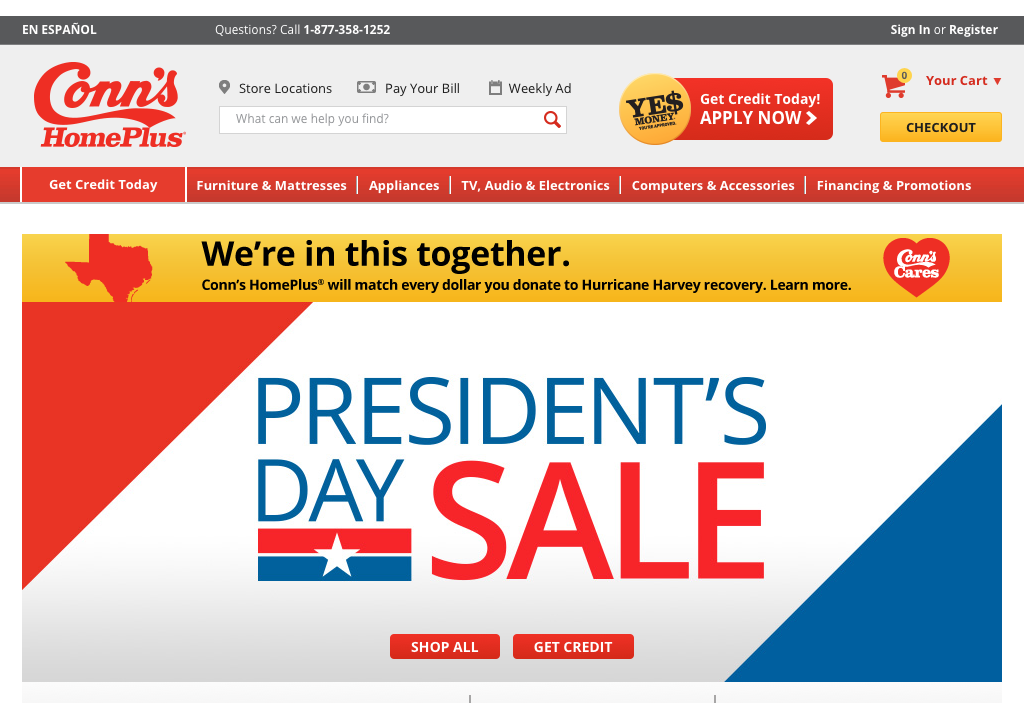 EN ESPAÑOL
Questions? Call 1-877-358-1252
Sign In or Register
Conn's
HomePlus®
Store Locations
Pay Your Bill
Weekly Ad
What can we help you find?
YE$
MONEY.
YOU'RE APPROVED.
Get Credit Today!
APPLY NOW
0
Your Cart
CHECKOUT
Get Credit Today
Furniture & Mattresses
Appliances
TV, Audio & Electronics
Computers & Accessories
Financing & Promotions
We're in this together.
Conn's HomePlus® will match every dollar you donate to Hurricane Harvey recovery. Learn more.
Conn's
Cares
PRESIDENT'S
DAY
SALE
SHOP ALL
GET CREDIT